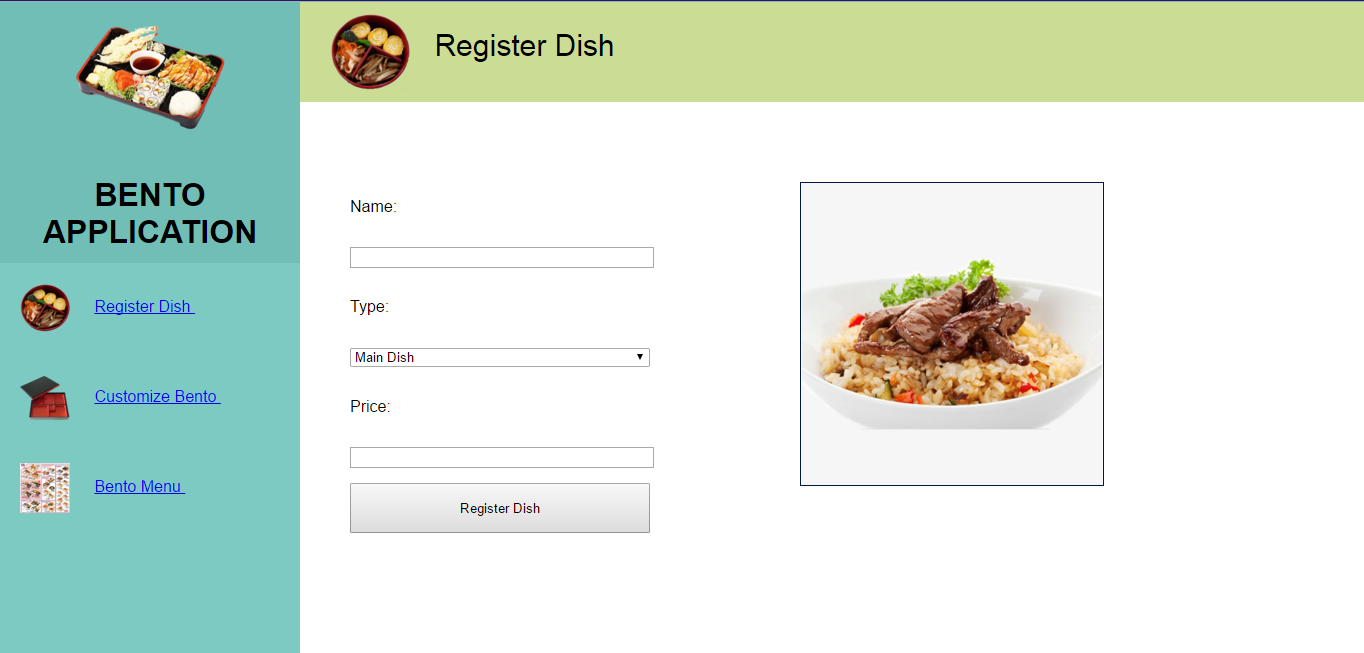 BENTO
APPLICATION
Register Dish
Customize Bento
Bento Menu
Register Dish
Name:
Type:
Main Dish
Price:
Register Dish